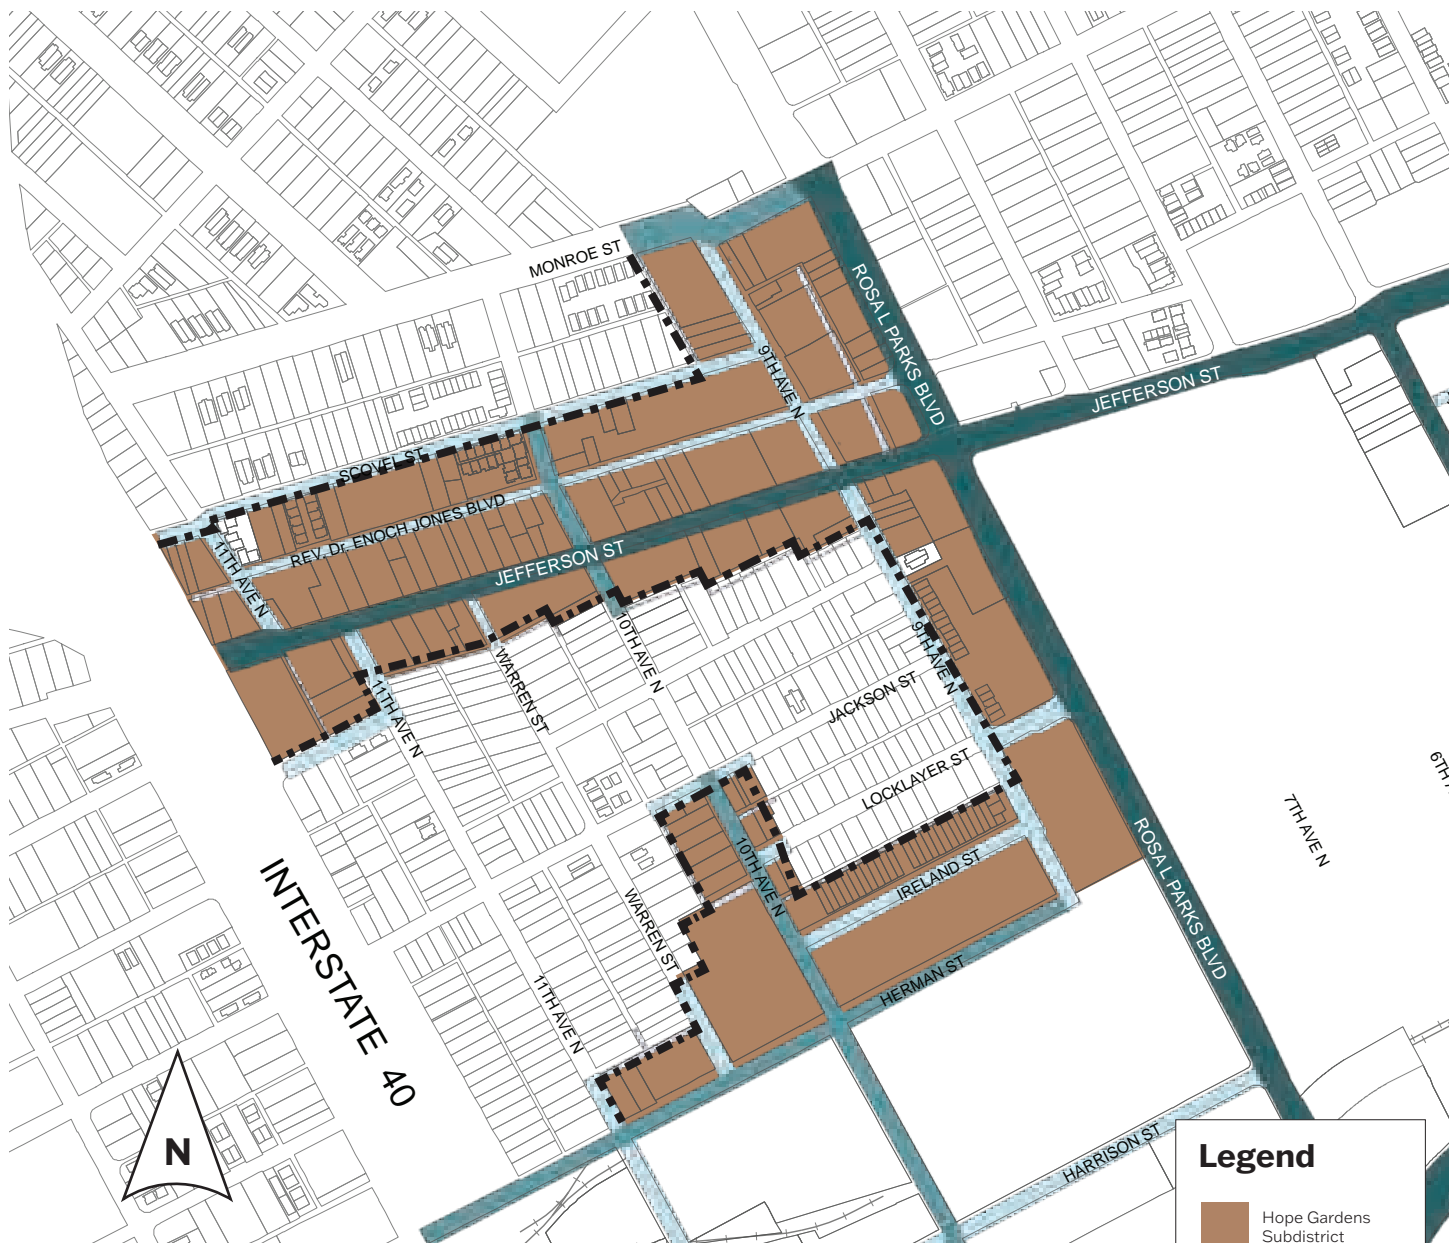 MONROE ST
ROSA L PARKS BLVD
9TH AVE N
JEFFERSON ST
SCOVEL ST
REV. Dr. ENOCH JONES BLVD
11TH AVE N
JEFFERSON ST
10TH AVE N
9TH AVE N
WARREN ST
11TH AVE N
JACKSON ST
LOCKLAYER ST
7TH AVE N
ROSA L PARKS BLVD
10TH AVE N
IRELAND ST
INTERSTATE 40
WARREN ST
HERMAN ST
11TH AVE N
HARRISON ST
N
Legend
Hope Gardens
Subdistrict